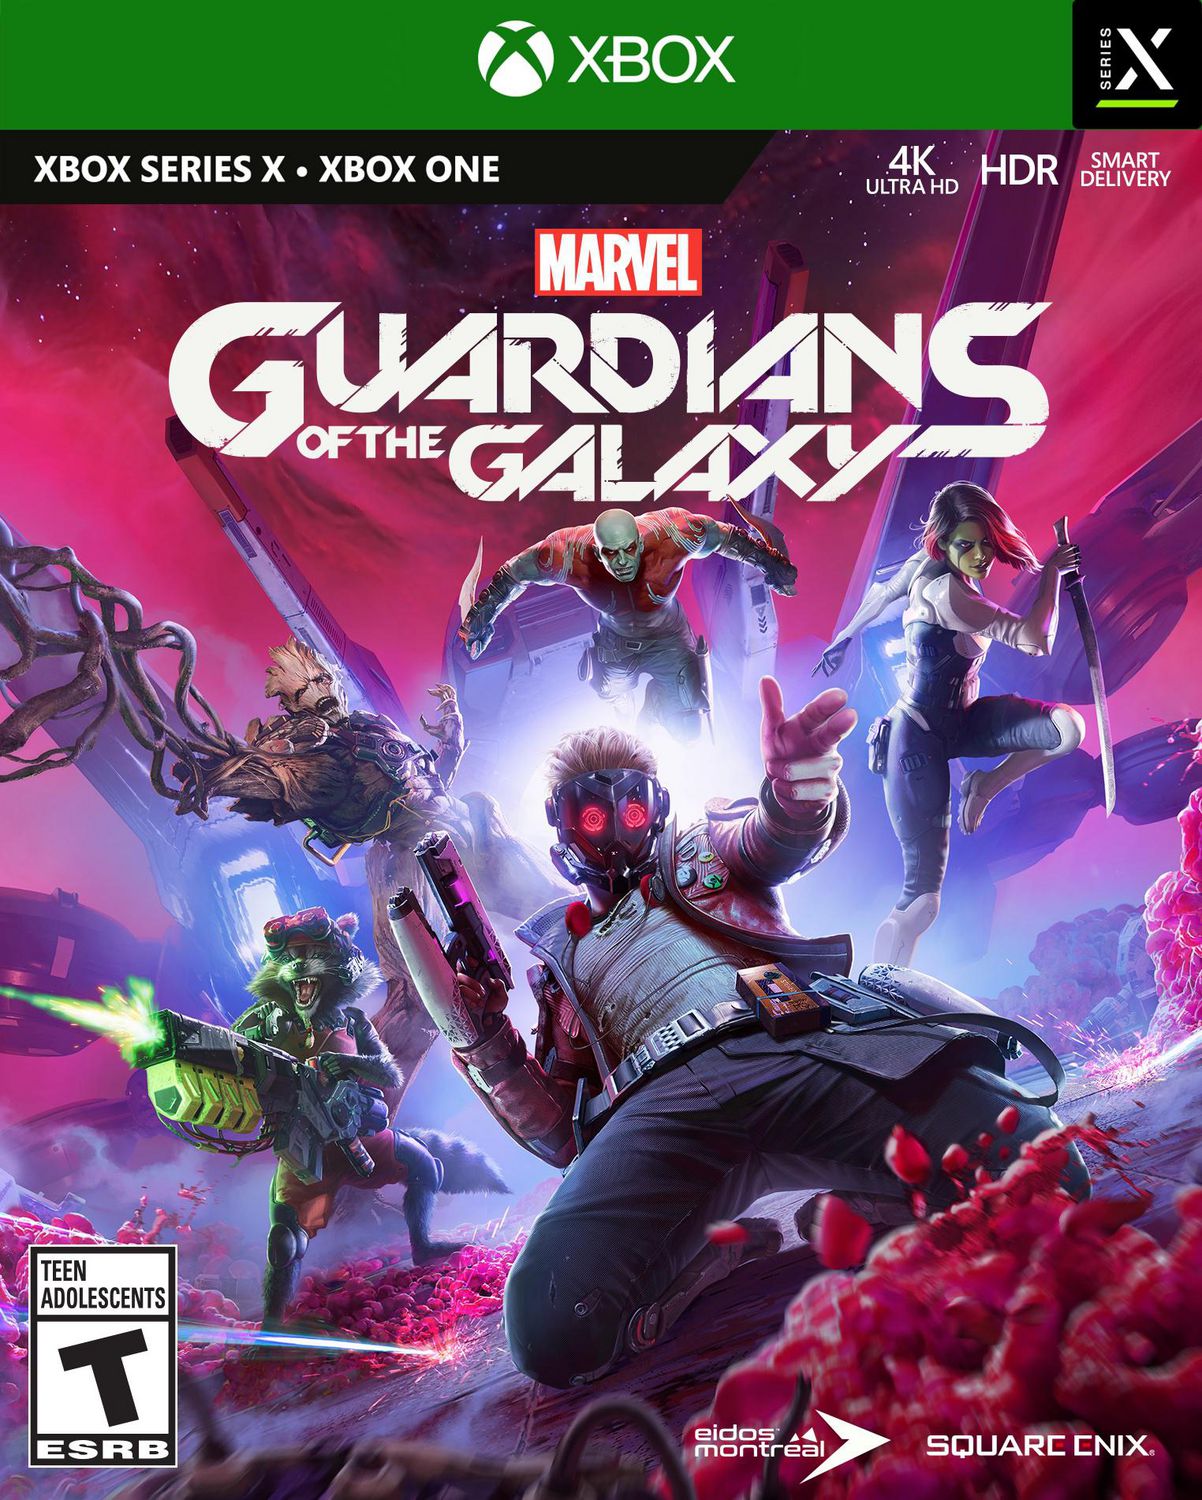 XBOX
SERIES X
XBOX SERIES X • XBOX ONE
4K
ULTRA HD
HDR
SMART
DELIVERY
MARVEL
GUARDIANS
OF THE GALAXY
TEEN
ADOLESCENTS
T
ESRB
eidos
montréal
SQUARE ENIX®